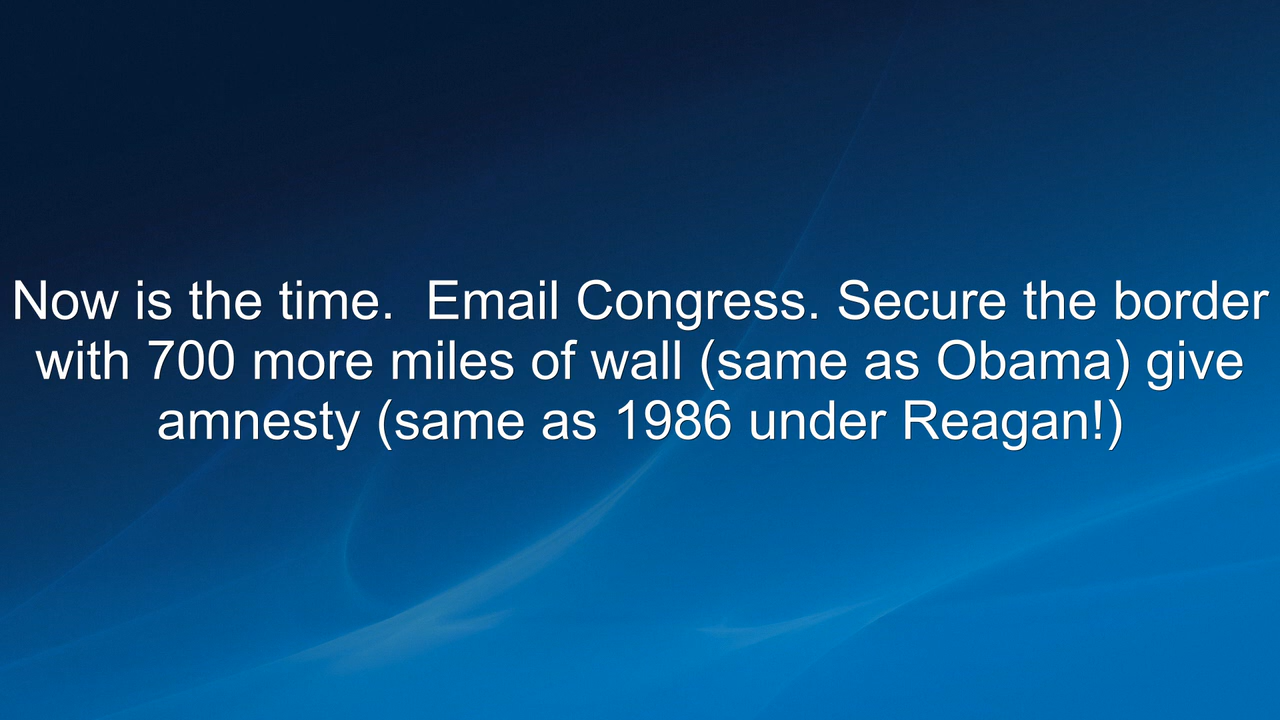 Now is the time.  Email Congress. Secure the border
with 700 more miles of wall (same as Obama) give
amnesty (same as 1986 under Reagan!)